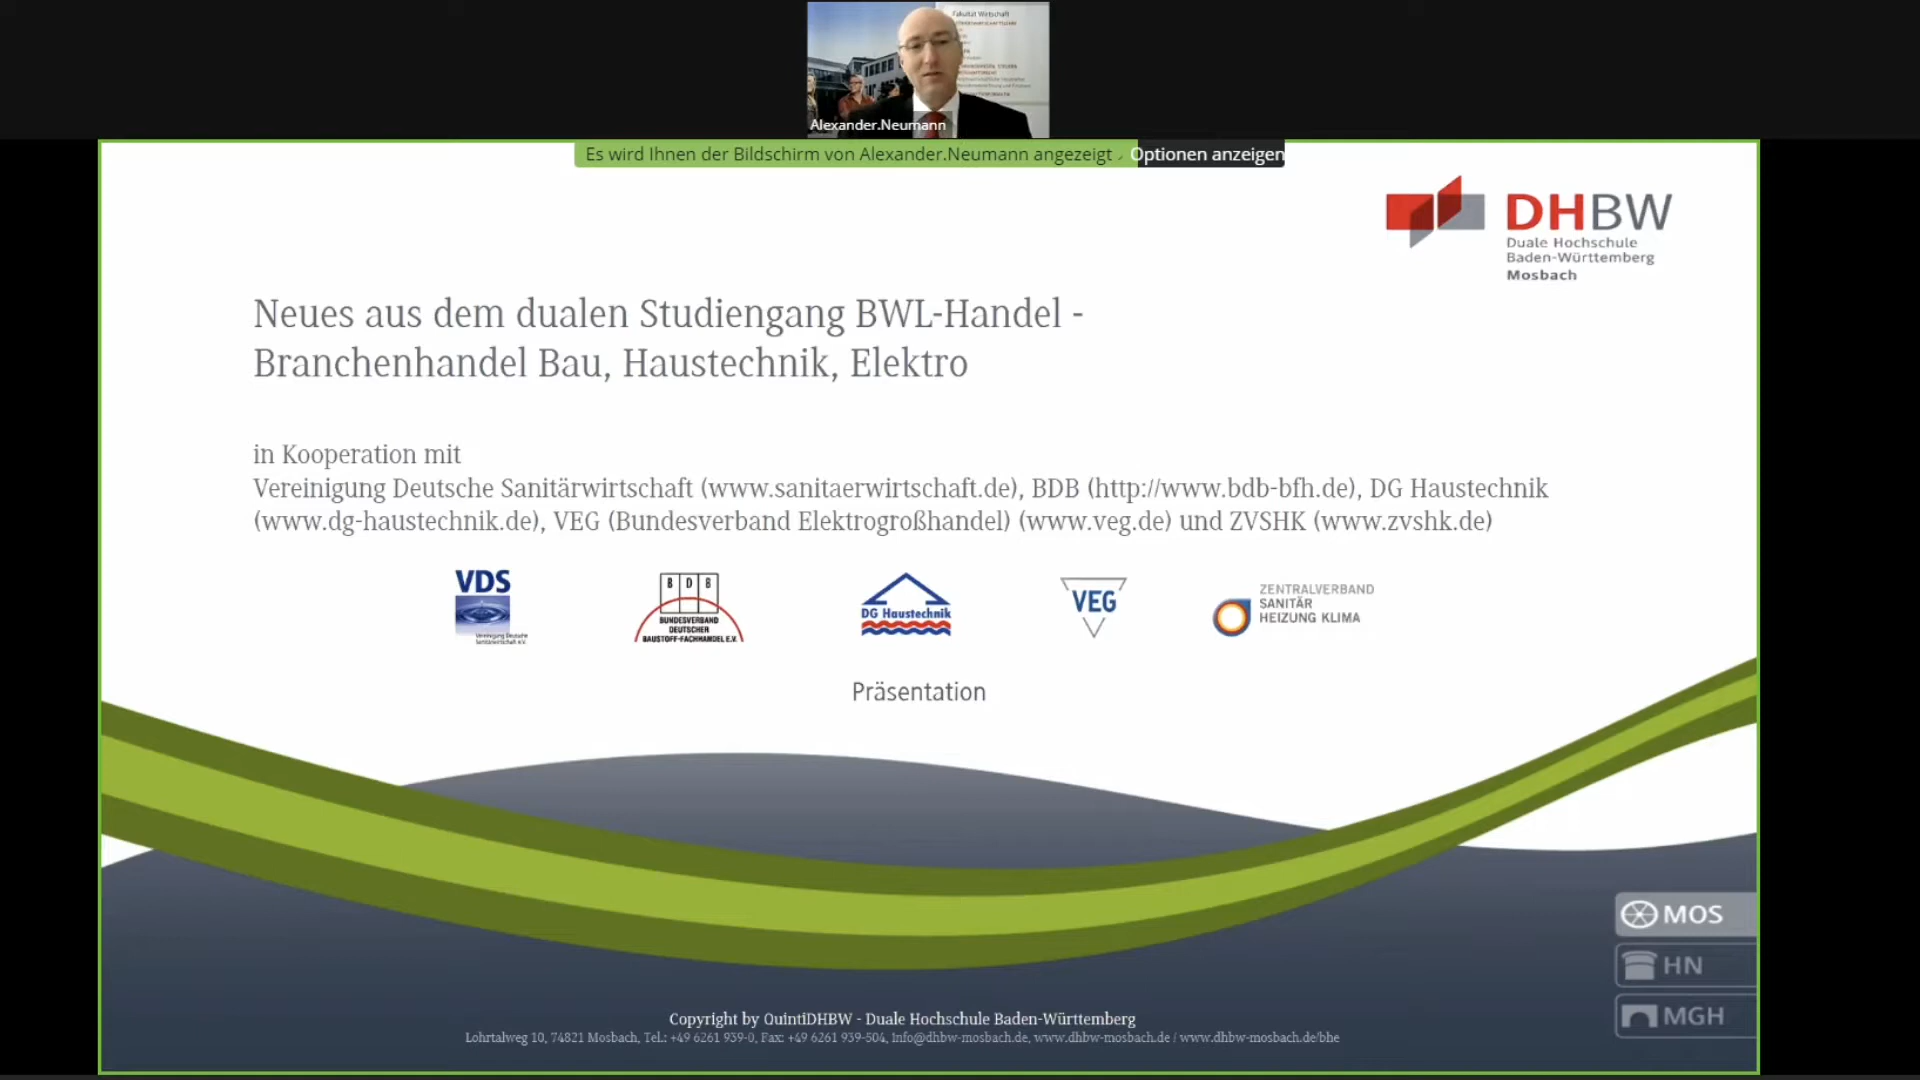 Fakultät Wirtschaft
Alexander.Neumann
Es wird Ihnen der Bildschirm von Alexander.Neumann angezeigt
Optionen anzeigen
DHBW
Duale Hochschule
Baden-Württemberg
Mosbach
Neues aus dem dualen Studiengang BWL-Handel -
Branchenhandel Bau, Haustechnik, Elektro
in Kooperation mit
Vereinigung Deutsche Sanitärwirtschaft (www.sanitaerwirtschaft.de), BDB (http://www.bdb-bfh.de), DG Haustechnik
(www.dg-haustechnik.de), VEG (Bundesverband Elektrogroßhandel) (www.veg.de) und ZVSHK (www.zvshk.de)
VDS
Vereinigung Deutsche
Sanitärwirtschaft e.V.
B D B
BUNDESVERBAND
DEUTSCHER
BAUSTOFF-FACHHANDEL E.V.
DG Haustechnik
VEG
ZENTRALVERBAND
SANITÄR
HEIZUNG KLIMA
Präsentation
MOS
HN
MGH
Copyright by QuintiDHBW - Duale Hochschule Baden-Württemberg
Lohrtalweg 10, 74821 Mosbach, Tel.: +49 6261 939-0, Fax: +49 6261 939-504, info@dhbw-mosbach.de, www.dhbw-mosbach.de / www.dhbw-mosbach.de/bhe